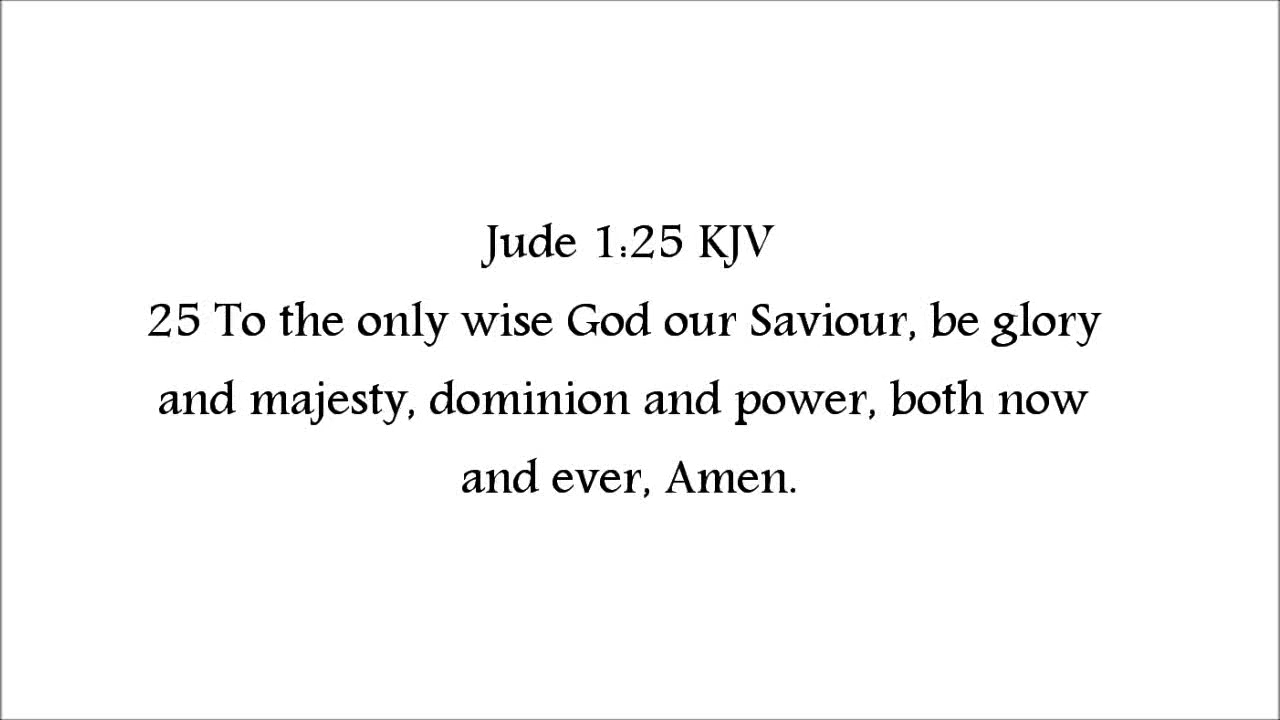 Jude 1:25 KJV
25 To the only wise God our Saviour, be glory
and majesty, dominion and power, both now
and ever, Amen.